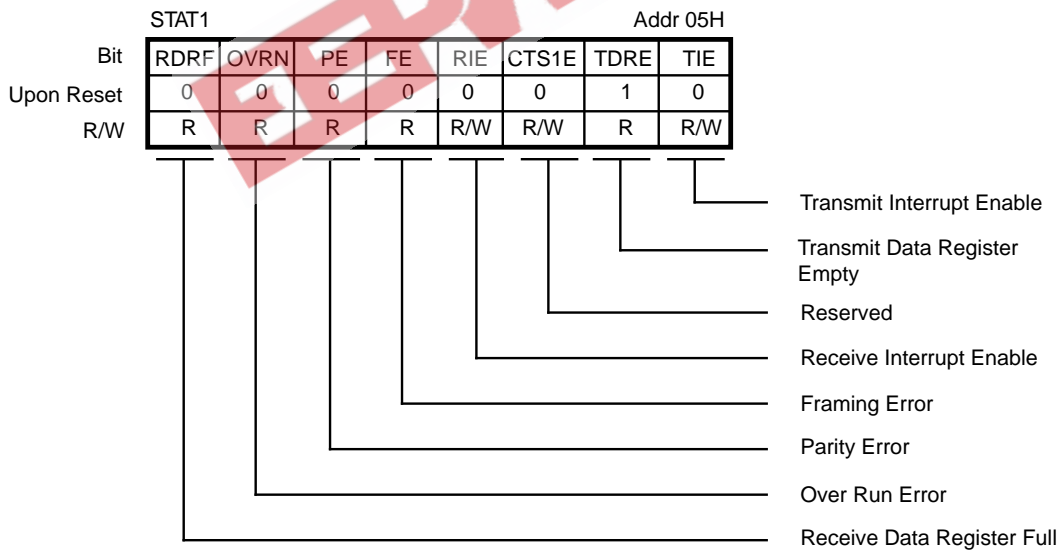 STAT1 Addr 05H
Bit RDRF OVRN PE FE RIE CTS1E TDRE TIE
Upon Reset 0 0 0 0 0 0 1 0
R/W R R R R R/W R/W R R/W
Transmit Interrupt Enable
Transmit Data Register
Empty
Reserved
Receive Interrupt Enable
Framing Error
Parity Error
Over Run Error
Receive Data Register Full